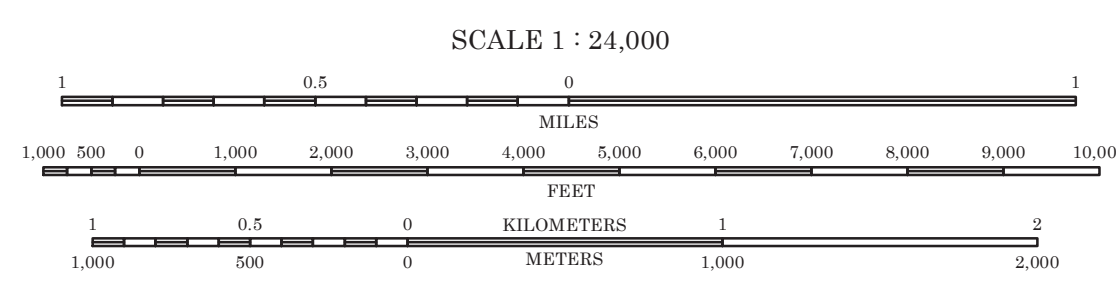 SCALE 1 : 24,000
1 0.5 0 1
MILES
1,000 500 0 1,000 2,000 3,000 4,000 5,000 6,000 7,000 8,000 9,000 10,00
FEET
1 0.5 0 KILOMETERS 1 2
1,000 500 0 METERS 1,000 2,000